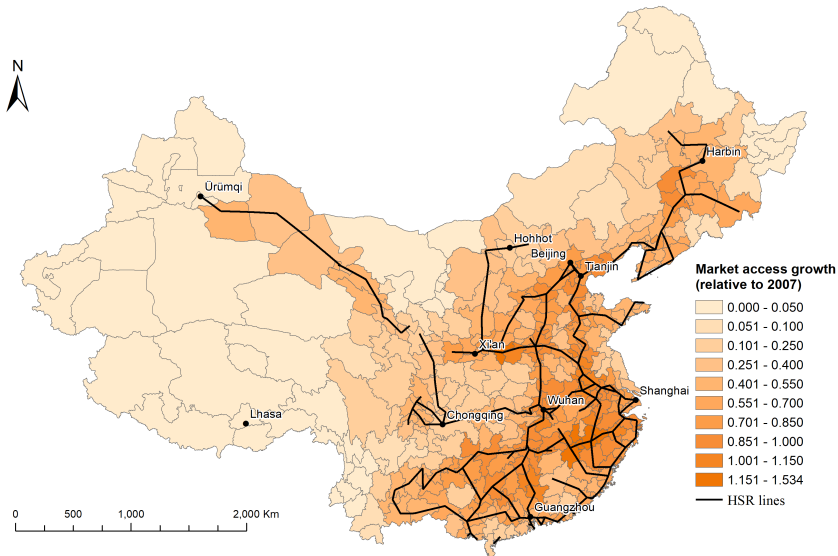 N
Harbin
Ürümqi
Hohhot
Beijing
Tianjin
Market access growth
(relative to 2007)
0.000 - 0.050
0.051 - 0.100
0.101 - 0.250
0.251 - 0.400
0.401 - 0.550
0.551 - 0.700
0.701 - 0.850
0.851 - 1.000
1.001 - 1.150
1.151 - 1.534
HSR lines
Xi'an
Shanghai
Wuhan
Lhasa
Chongqing
Guangzhou
0 500 1,000 2,000 Km